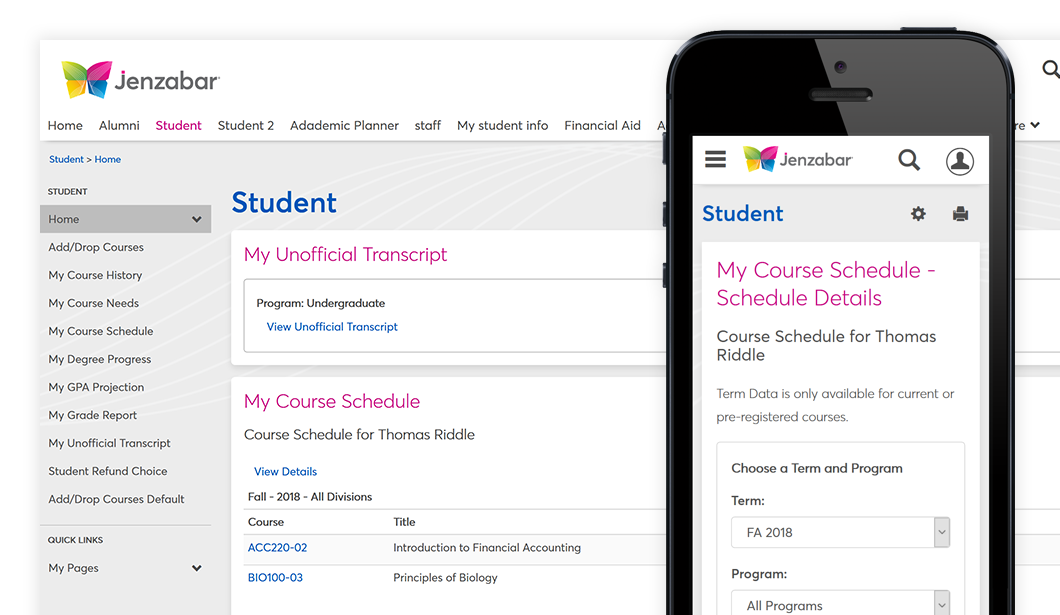 jenzabar
Home Alumni Student Student 2 Adademic Planner staff My student info Financial Aid
Student > Home
STUDENT
Home
Add/Drop Courses
My Course History
My Course Needs
My Course Schedule
My Degree Progress
My GPA Projection
My Grade Report
My Unofficial Transcript
Student Refund Choice
Add/Drop Courses Default
QUICK LINKS
My Pages
Student
My Unofficial Transcript
Program: Undergraduate
View Unofficial Transcript
My Course Schedule
Course Schedule for Thomas Riddle
View Details
Fall - 2018 - All Divisions
Course Title
ACC220-02 Introduction to Financial Accounting
BIO100-03 Principles of Biology
jenzabar
Student
My Course Schedule -
Schedule Details
Course Schedule for Thomas
Riddle
Term Data is only available for current or
pre-registered courses.
Choose a Term and Program
Term:
FA 2018
Program:
All Programs